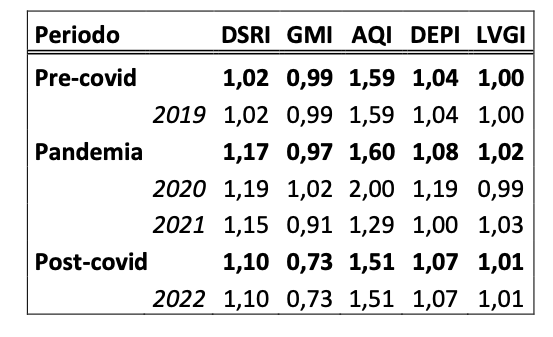 Periodo DSRI GMI AQI DEPI LVGI
Pre-covid 1,02 0,99 1,59 1,04 1,00
2019 1,02 0,99 1,59 1,04 1,00
Pandemia 1,17 0,97 1,60 1,08 1,02
2020 1,19 1,02 2,00 1,19 0,99
2021 1,15 0,91 1,29 1,00 1,03
Post-covid 1,10 0,73 1,51 1,07 1,01
2022 1,10 0,73 1,51 1,07 1,01